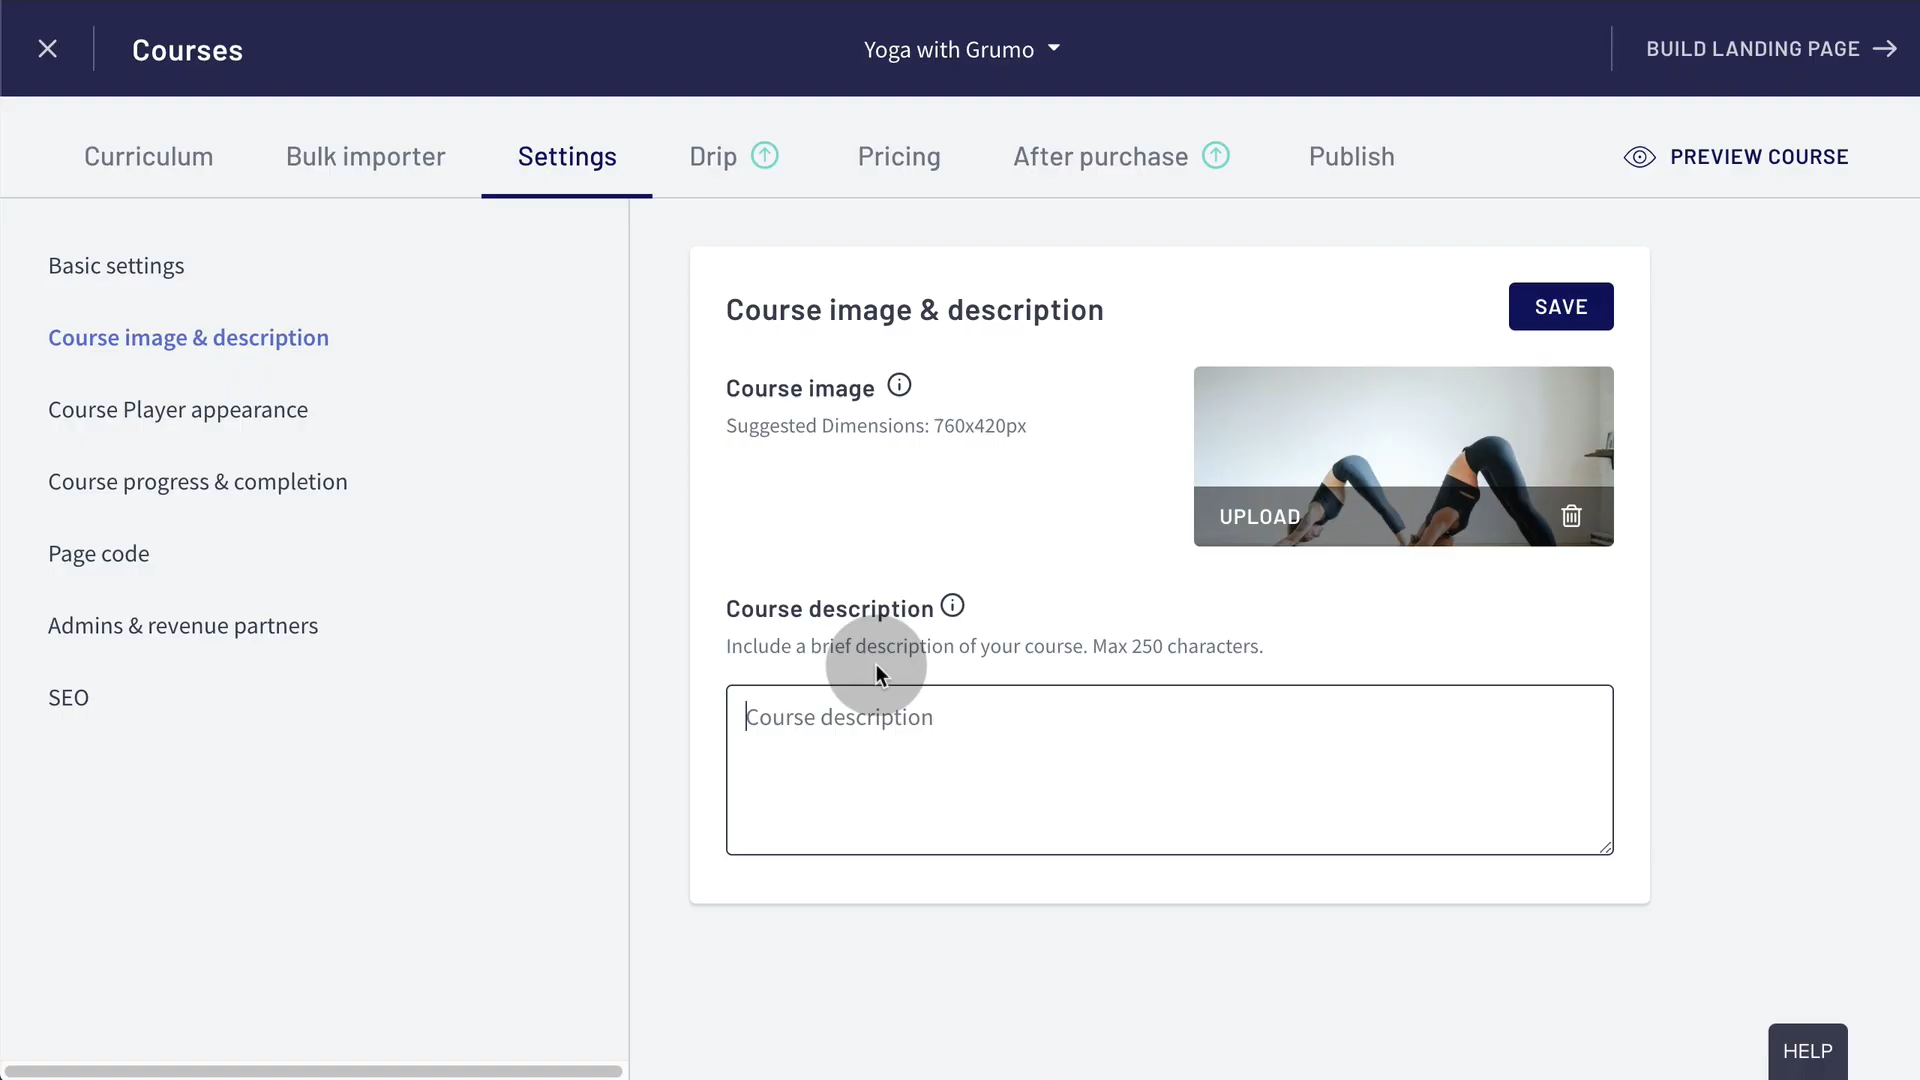 Courses
Yoga with Grumo
BUILD LANDING PAGE
Curriculum
Bulk importer
Settings
Drip
Pricing
After purchase
Publish
PREVIEW COURSE
Basic settings
Course image & description
Course Player appearance
Course progress & completion
Page code
Admins & revenue partners
SEO
Course image & description
SAVE
Course image
Suggested Dimensions: 760x420px
UPLOAD
Course description
Include a brief description of your course. Max 250 characters.
Course description
HELP